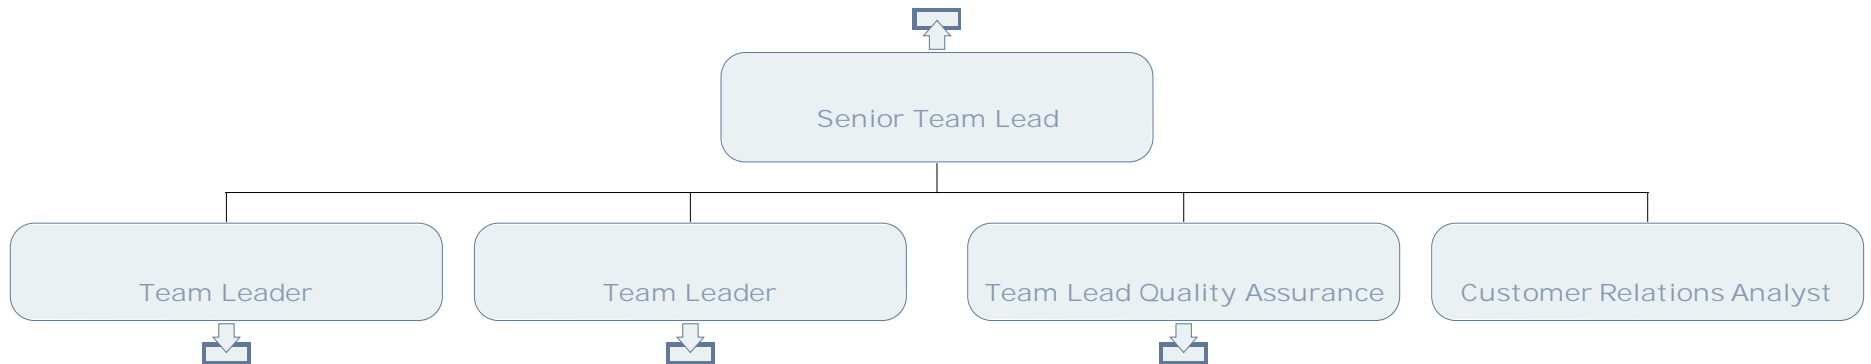 Senior Team Lead
Team Leader
Team Leader
Team Lead Quality Assurance
Customer Relations Analyst